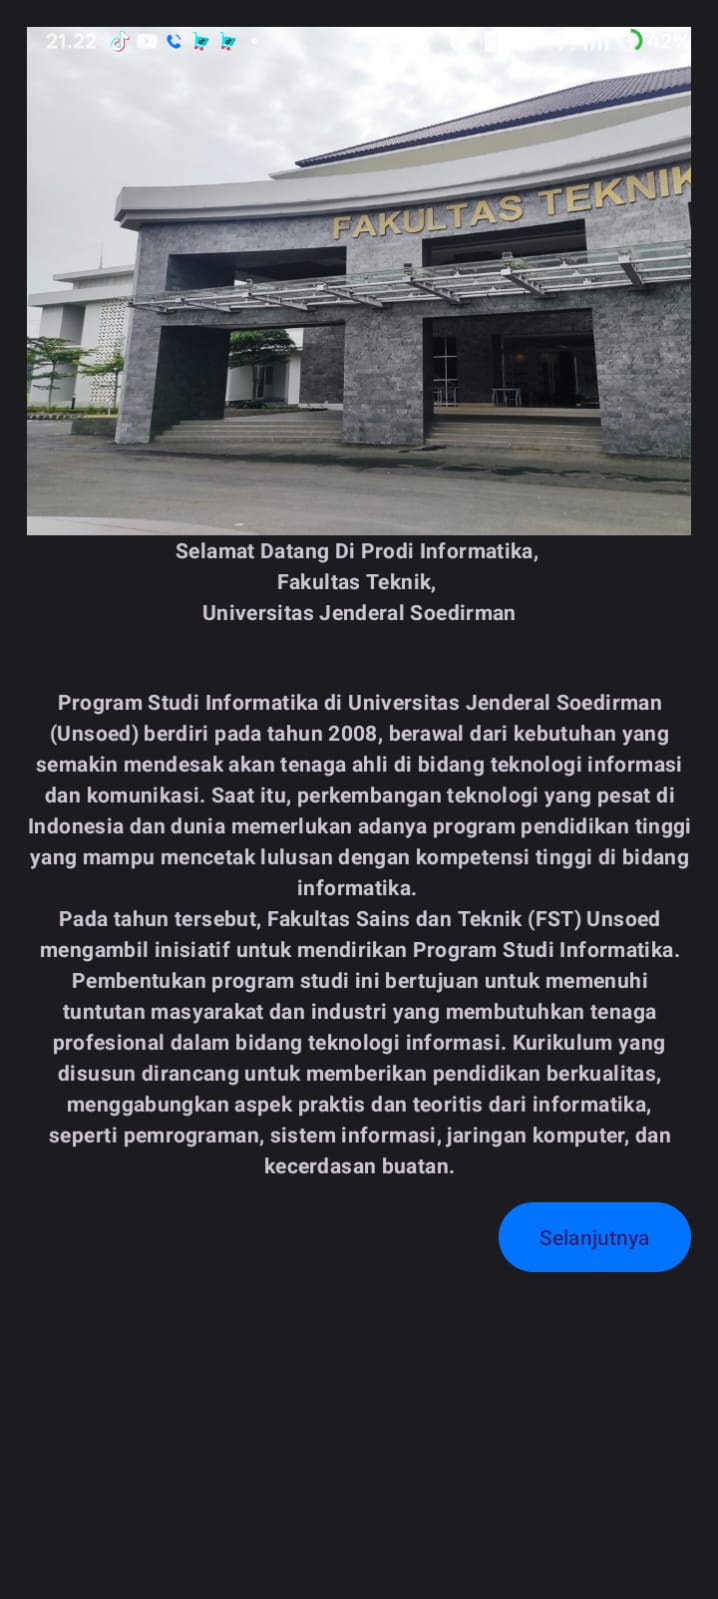 21.22
42%
FAKULTAS TEKNIK
Selamat Datang Di Prodi Informatika,
Fakultas Teknik,
Universitas Jenderal Soedirman
Program Studi Informatika di Universitas Jenderal Soedirman
(Unsoed) berdiri pada tahun 2008, berawal dari kebutuhan yang
semakin mendesak akan tenaga ahli di bidang teknologi informasi
dan komunikasi. Saat itu, perkembangan teknologi yang pesat di
Indonesia dan dunia memerlukan adanya program pendidikan tinggi
yang mampu mencetak lulusan dengan kompetensi tinggi di bidang
informatika.
Pada tahun tersebut, Fakultas Sains dan Teknik (FST) Unsoed
mengambil inisiatif untuk mendirikan Program Studi Informatika.
Pembentukan program studi ini bertujuan untuk memenuhi
tuntutan masyarakat dan industri yang membutuhkan tenaga
profesional dalam bidang teknologi informasi. Kurikulum yang
disusun dirancang untuk memberikan pendidikan berkualitas,
menggabungkan aspek praktis dan teoritis dari informatika,
seperti pemrograman, sistem informasi, jaringan komputer, dan
kecerdasan buatan.
Selanjutnya